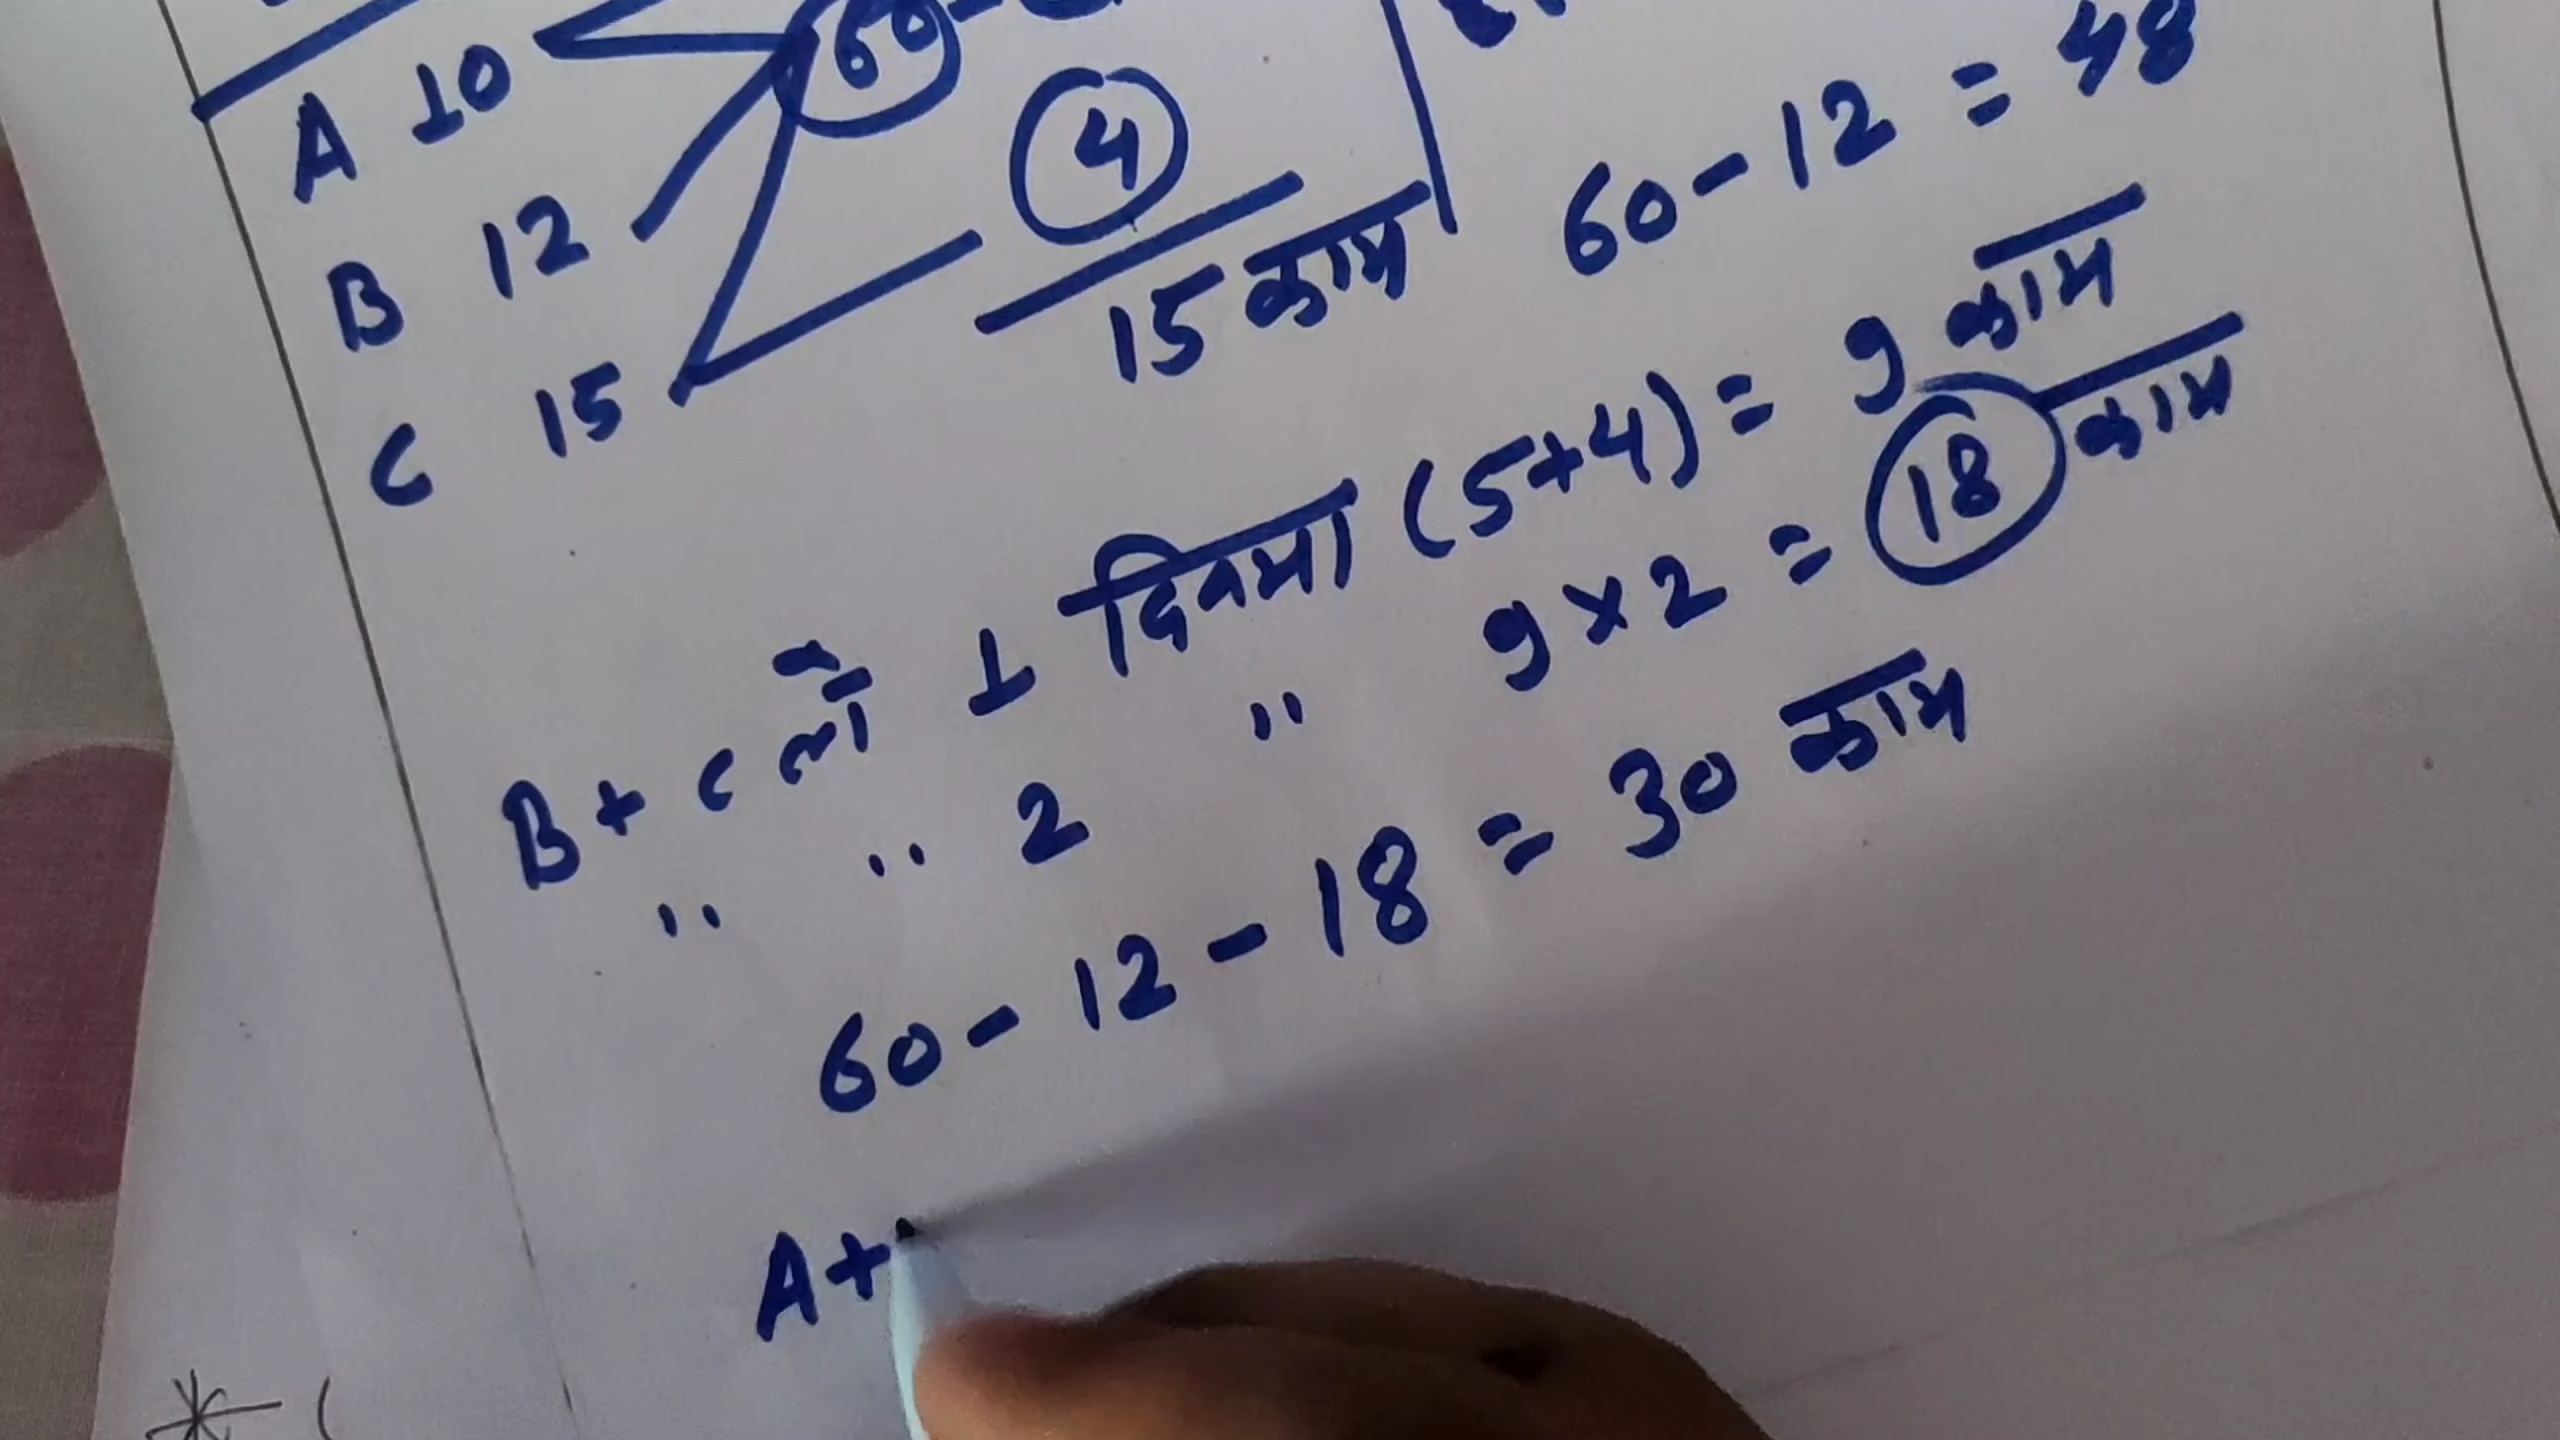 A 10 60
B 12 4
C 15 15 काम
60 - 12 = 48
B + C ले 1 दिनमा (5+4) = 9 काम
" " 2 " 9 × 2 = 18 काम
60 - 12 - 18 = 30 काम
A +